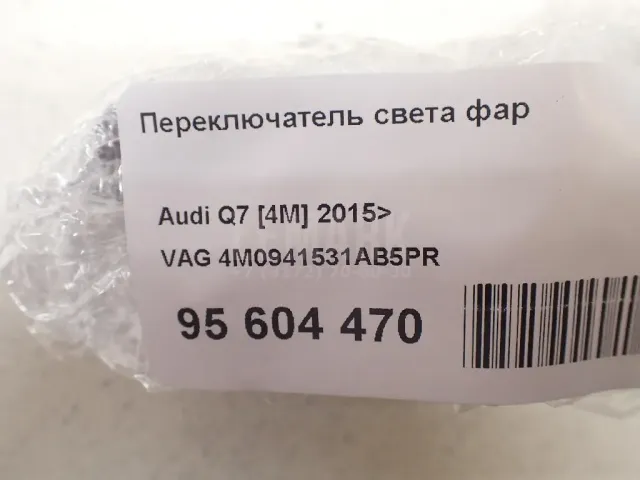 Переключатель света фар
Audi Q7 [4M] 2015>
VAG 4M0941531AB5PR
95 604 470